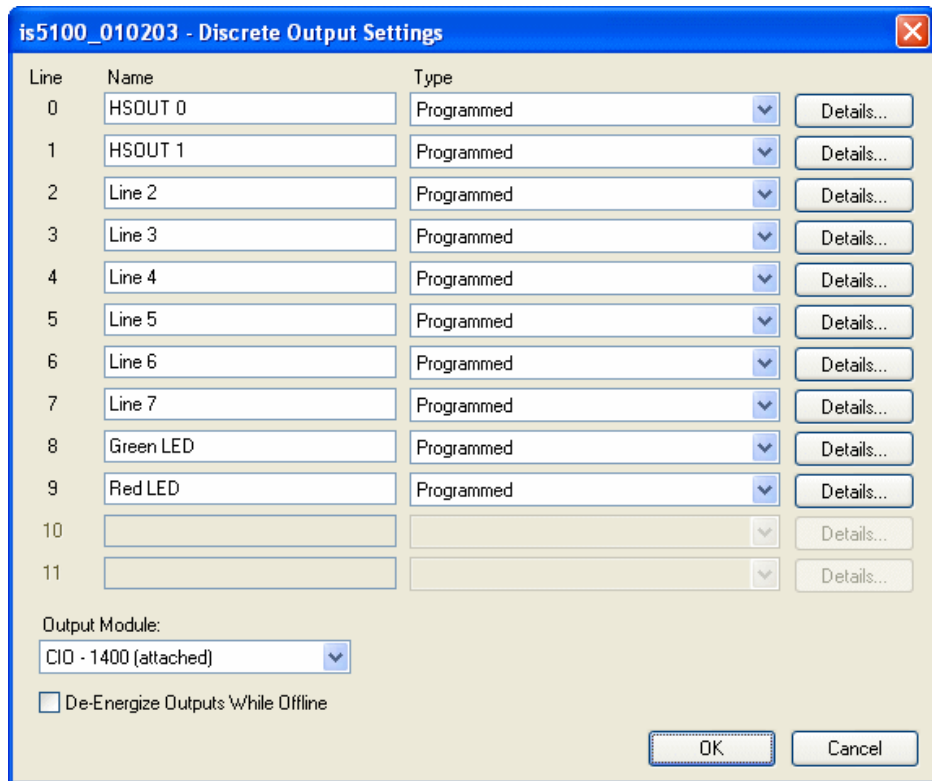 is5100_010203 - Discrete Output Settings
Line Name Type
0 HSOUT 0 Programmed Details...
1 HSOUT 1 Programmed Details...
2 Line 2 Programmed Details...
3 Line 3 Programmed Details...
4 Line 4 Programmed Details...
5 Line 5 Programmed Details...
6 Line 6 Programmed Details...
7 Line 7 Programmed Details...
8 Green LED Programmed Details...
9 Red LED Programmed Details...
10 Details...
11 Details...
Output Module:
CIO - 1400 (attached)
De-Energize Outputs While Offline
OK Cancel